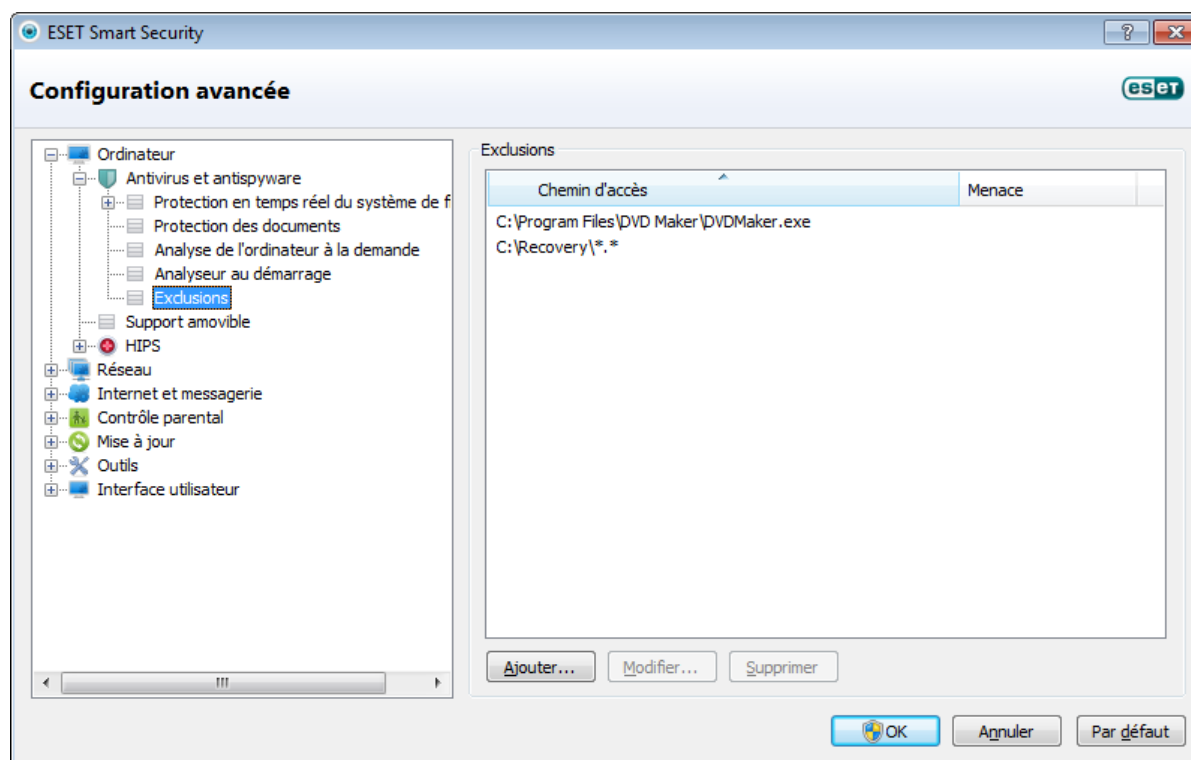 ESET Smart Security
Configuration avancée
eset
Ordinateur
Antivirus et antispyware
Protection en temps réel du système de f
Protection des documents
Analyse de l'ordinateur à la demande
Analyseur au démarrage
Exclusions
Support amovible
HIPS
Réseau
Internet et messagerie
Contrôle parental
Mise à jour
Outils
Interface utilisateur
Exclusions
Chemin d'accès Menace
C:\Program Files\DVD Maker\DVDMaker.exe
C:\Recovery\*.*
Ajouter... Modifier... Supprimer
OK Annuler Par défaut